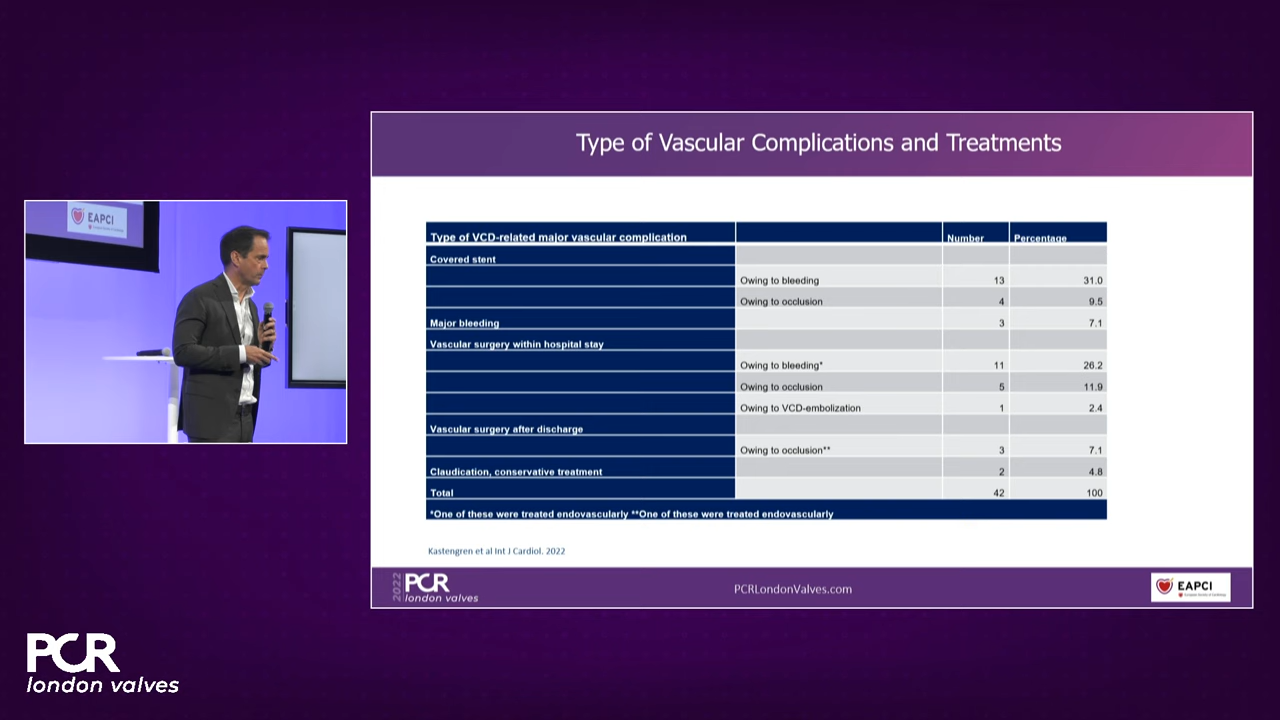 EAPCI
Type of Vascular Complications and Treatments
Type of VCD-related major vascular complication Number Percentage
Covered stent
Owing to bleeding 13 31.0
Owing to occlusion 4 9.5
Major bleeding 3 7.1
Vascular surgery within hospital stay
Owing to bleeding* 11 26.2
Owing to occlusion 5 11.9
Owing to VCD-embolization 1 2.4
Vascular surgery after discharge
Owing to occlusion** 3 7.1
Claudication, conservative treatment 2 4.8
Total 42 100
*One of these were treated endovascularly **One of these were treated endovascularly
Kastengren et al Int J Cardiol. 2022
2022
PCR
london valves
PCRLondonValves.com
EAPCI
PCR
london valves